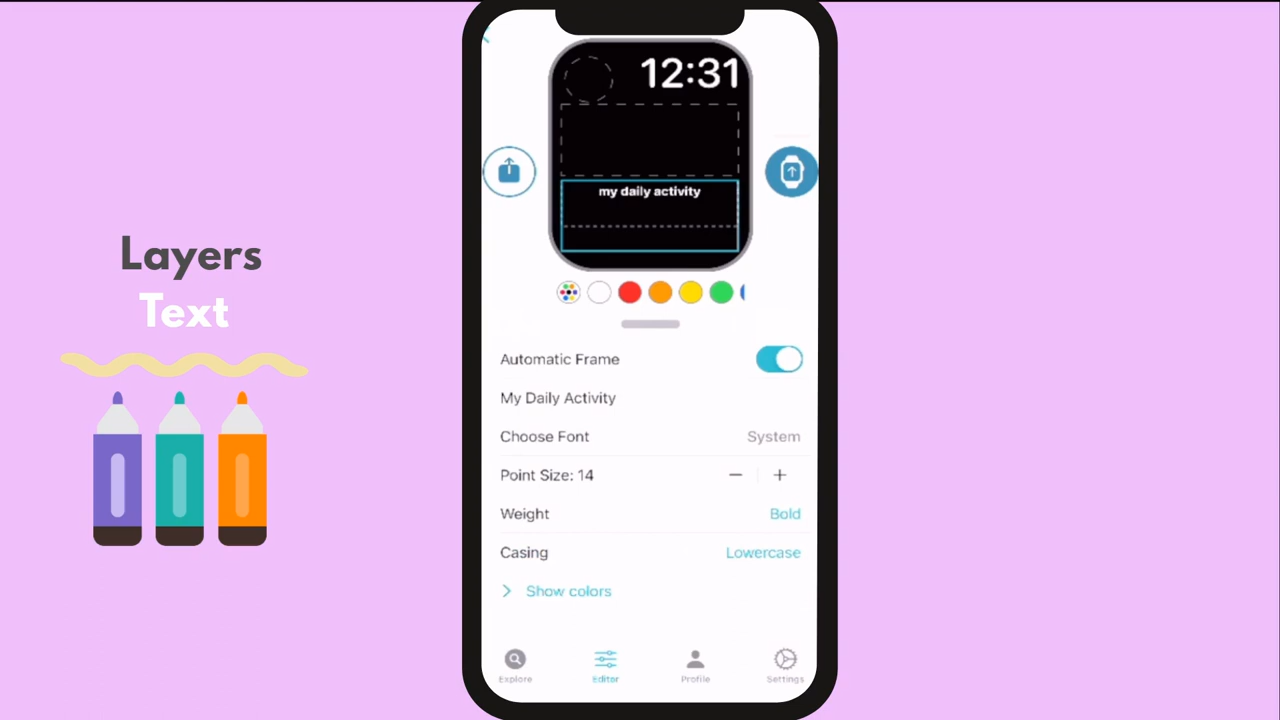 Layers
Text
12:31
my daily activity
Automatic Frame
My Daily Activity
Choose Font System
Point Size: 14 − +
Weight Bold
Casing Lowercase
Show colors
Explore Editor Profile Settings